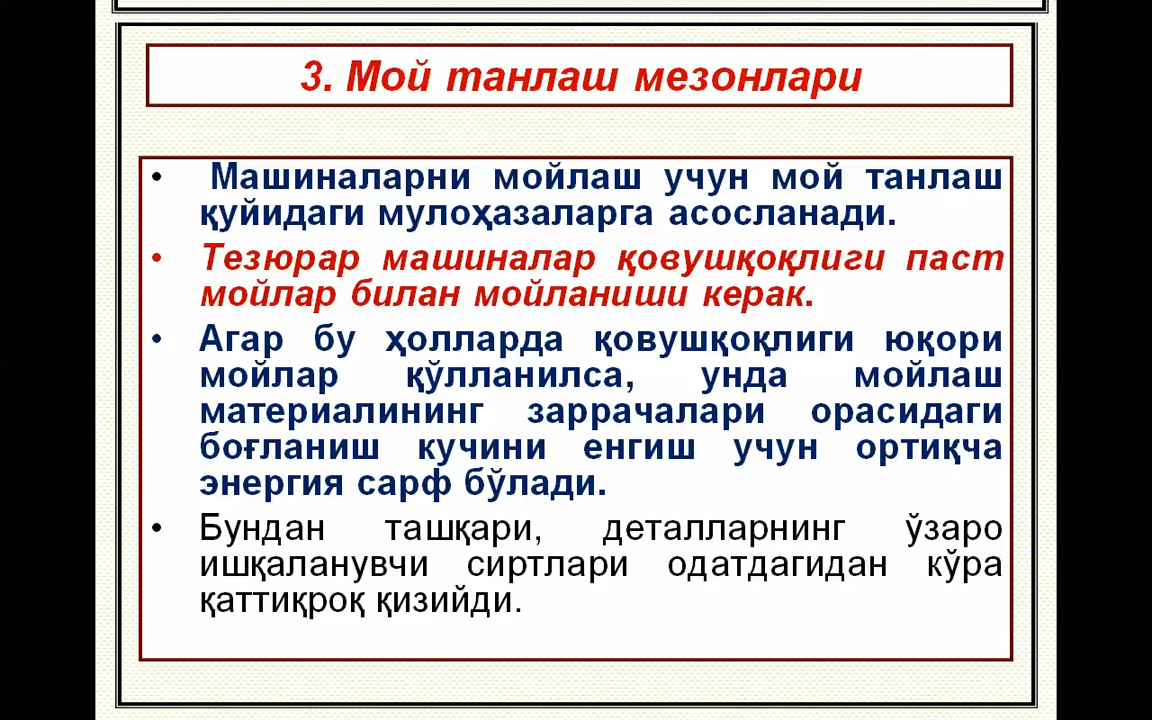 3. Мой танлаш мезонлари
• Машиналарни мойлаш учун мой танлаш
қуйидаги мулоҳазаларга асосланади.
• Тезюрар машиналар қовушқоқлиги паст
мойлар билан мойланиши керак.
• Агар бу ҳолларда қовушқоқлиги юқори
мойлар қўлланилса, унда мойлаш
материалининг заррачалари орасидаги
боғланиш кучини енгиш учун ортиқча
энергия сарф бўлади.
• Бундан ташқари, деталларнинг ўзаро
ишқаланувчи сиртлари одатдагидан кўра
қаттиқроқ қизийди.